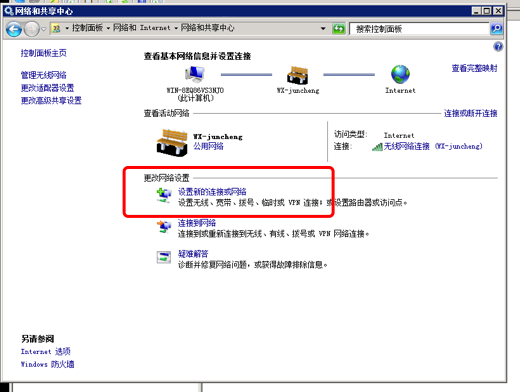 网络和共享中心
控制面板 网络和 Internet 网络和共享中心
搜索控制面板
控制面板主页
管理无线网络
更改适配器设置
更改高级共享设置
查看基本网络信息并设置连接
查看完整映射
WIN-8EQ86VS3NJO
(此计算机)
WX-juncheng
Internet
查看活动网络
连接或断开连接
WX-juncheng
公用网络
访问类型: Internet
连接: 无线网络连接 (WX-juncheng)
更改网络设置
设置新的连接或网络
设置无线、宽带、拨号、临时或 VPN 连接；或设置路由器或访问点。
连接到网络
连接到或重新连接到无线、有线、拨号或 VPN 网络连接。
疑难解答
诊断并修复网络问题，或获得故障排除信息。
另请参阅
Internet 选项
Windows 防火墙